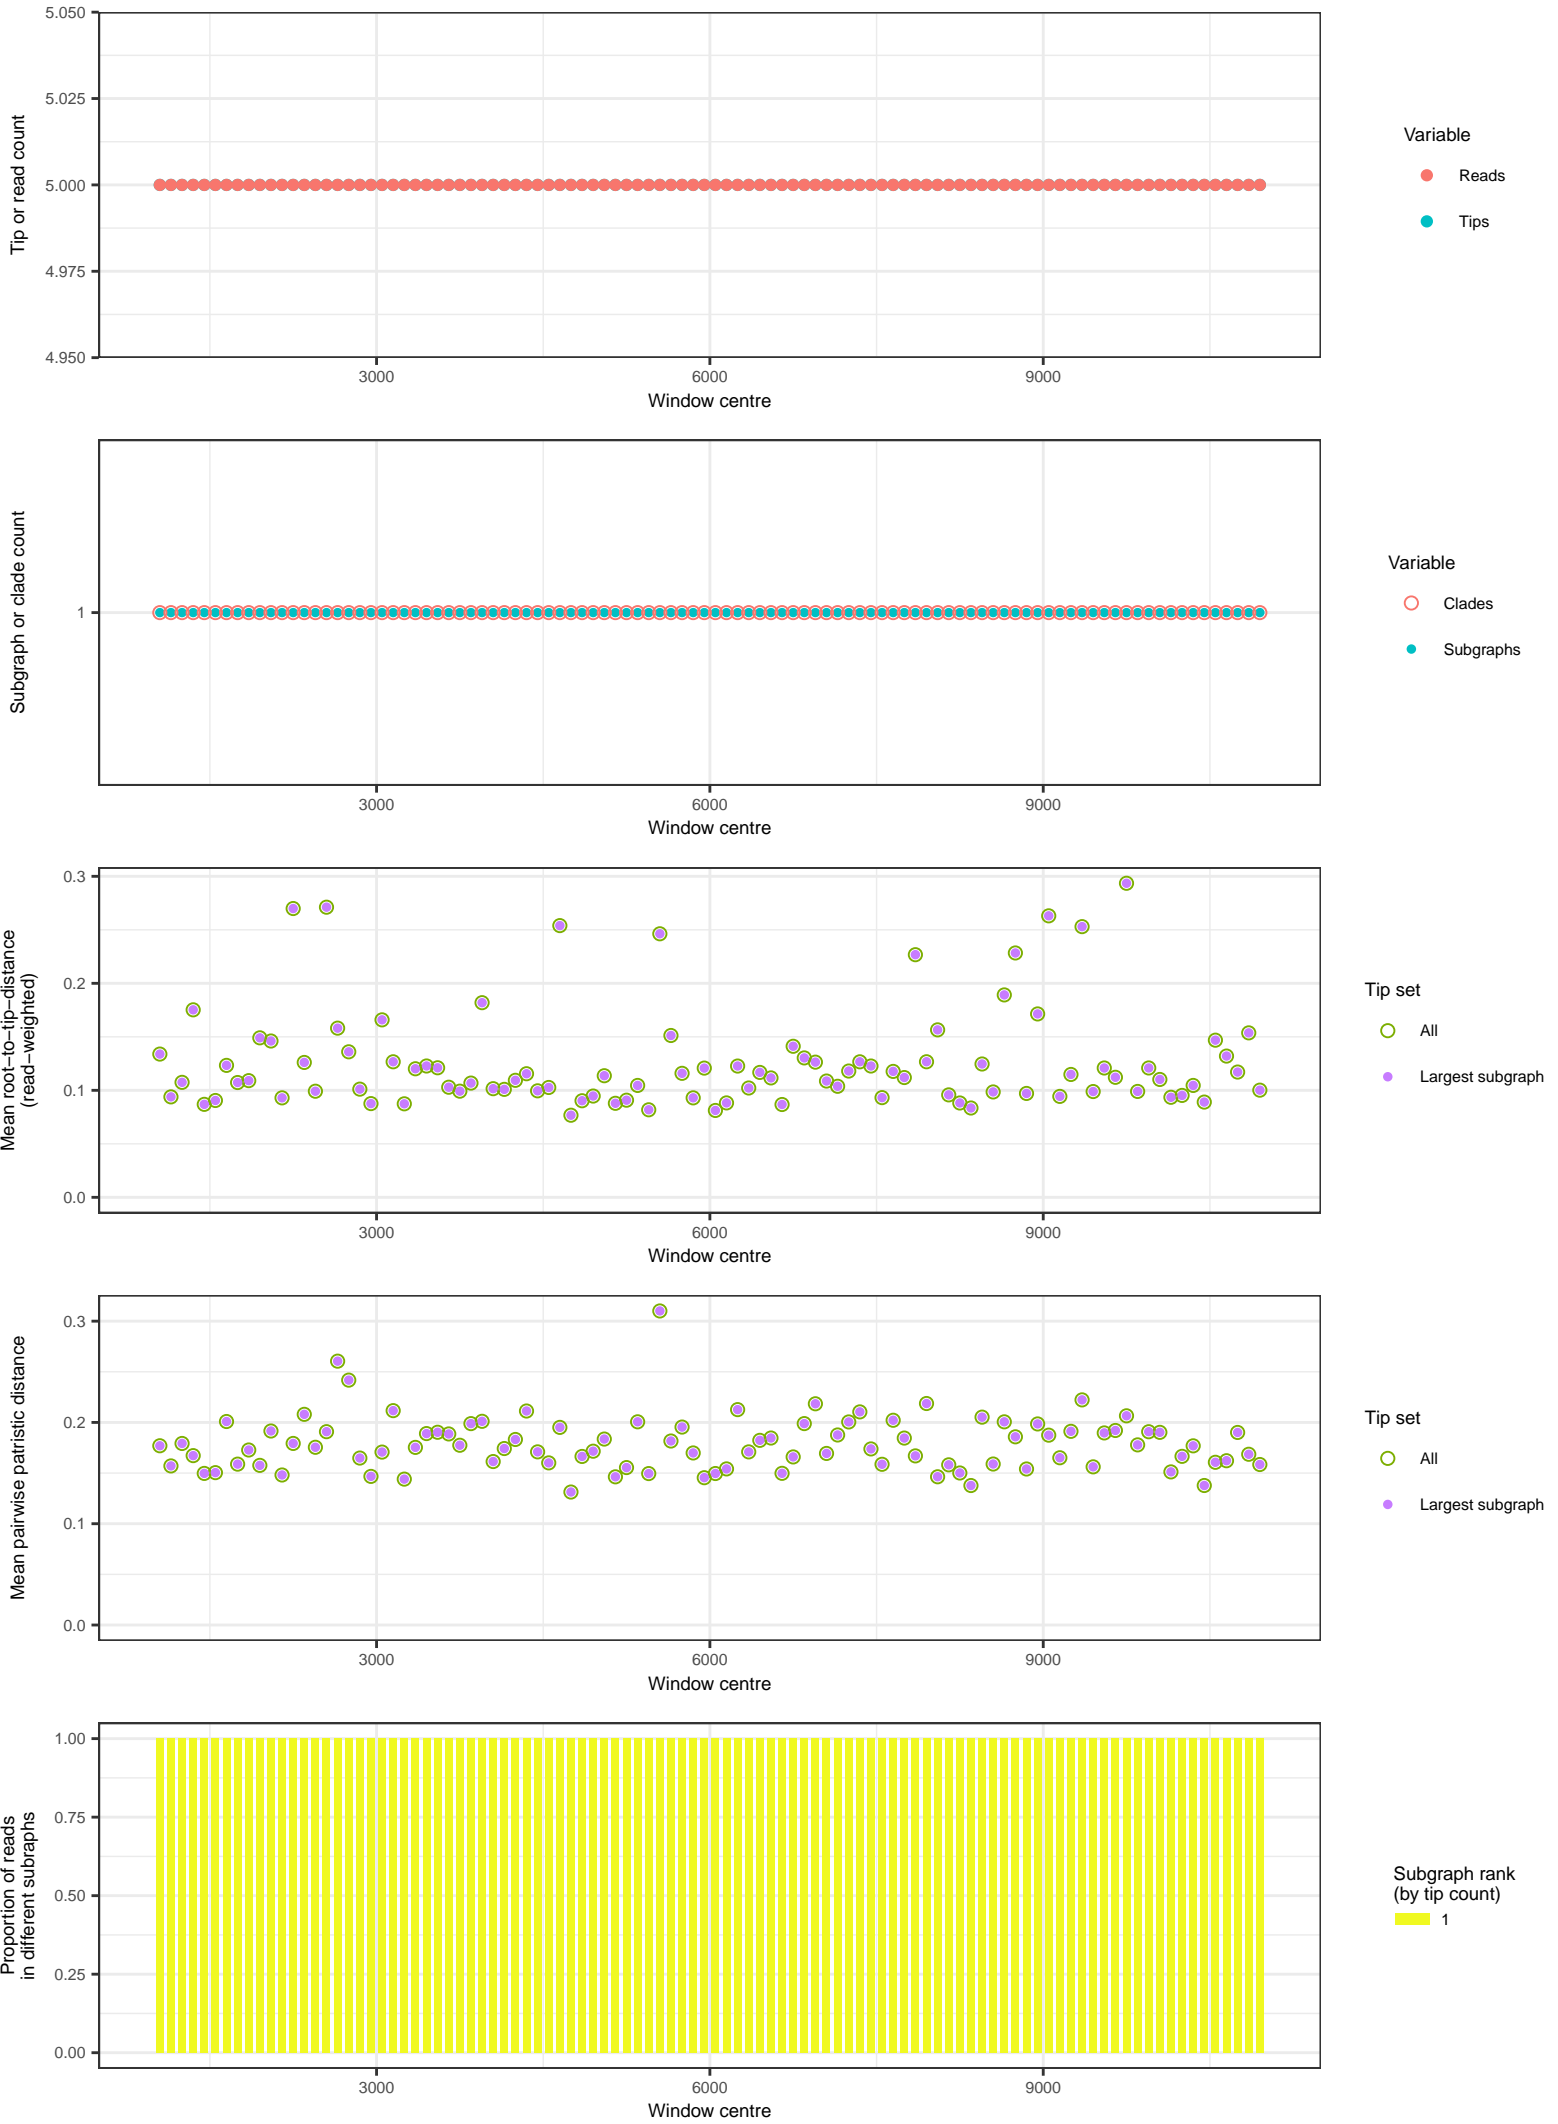 5.050
5.025
5.000
4.975
4.950
Tip or read count
3000
6000
9000
Window centre
Variable
Reads
Tips
1
Subgraph or clade count
3000
6000
9000
Window centre
Variable
Clades
Subgraphs
0.3
0.2
0.1
0.0
Mean root−to−tip−distance
(read−weighted)
3000
6000
9000
Window centre
Tip set
All
Largest subgraph
0.3
0.2
0.1
0.0
Mean pairwise patristic distance
3000
6000
9000
Window centre
Tip set
All
Largest subgraph
1.00
0.75
0.50
0.25
0.00
Proportion of reads
in different subraphs
3000
6000
9000
Window centre
Subgraph rank
(by tip count)
1